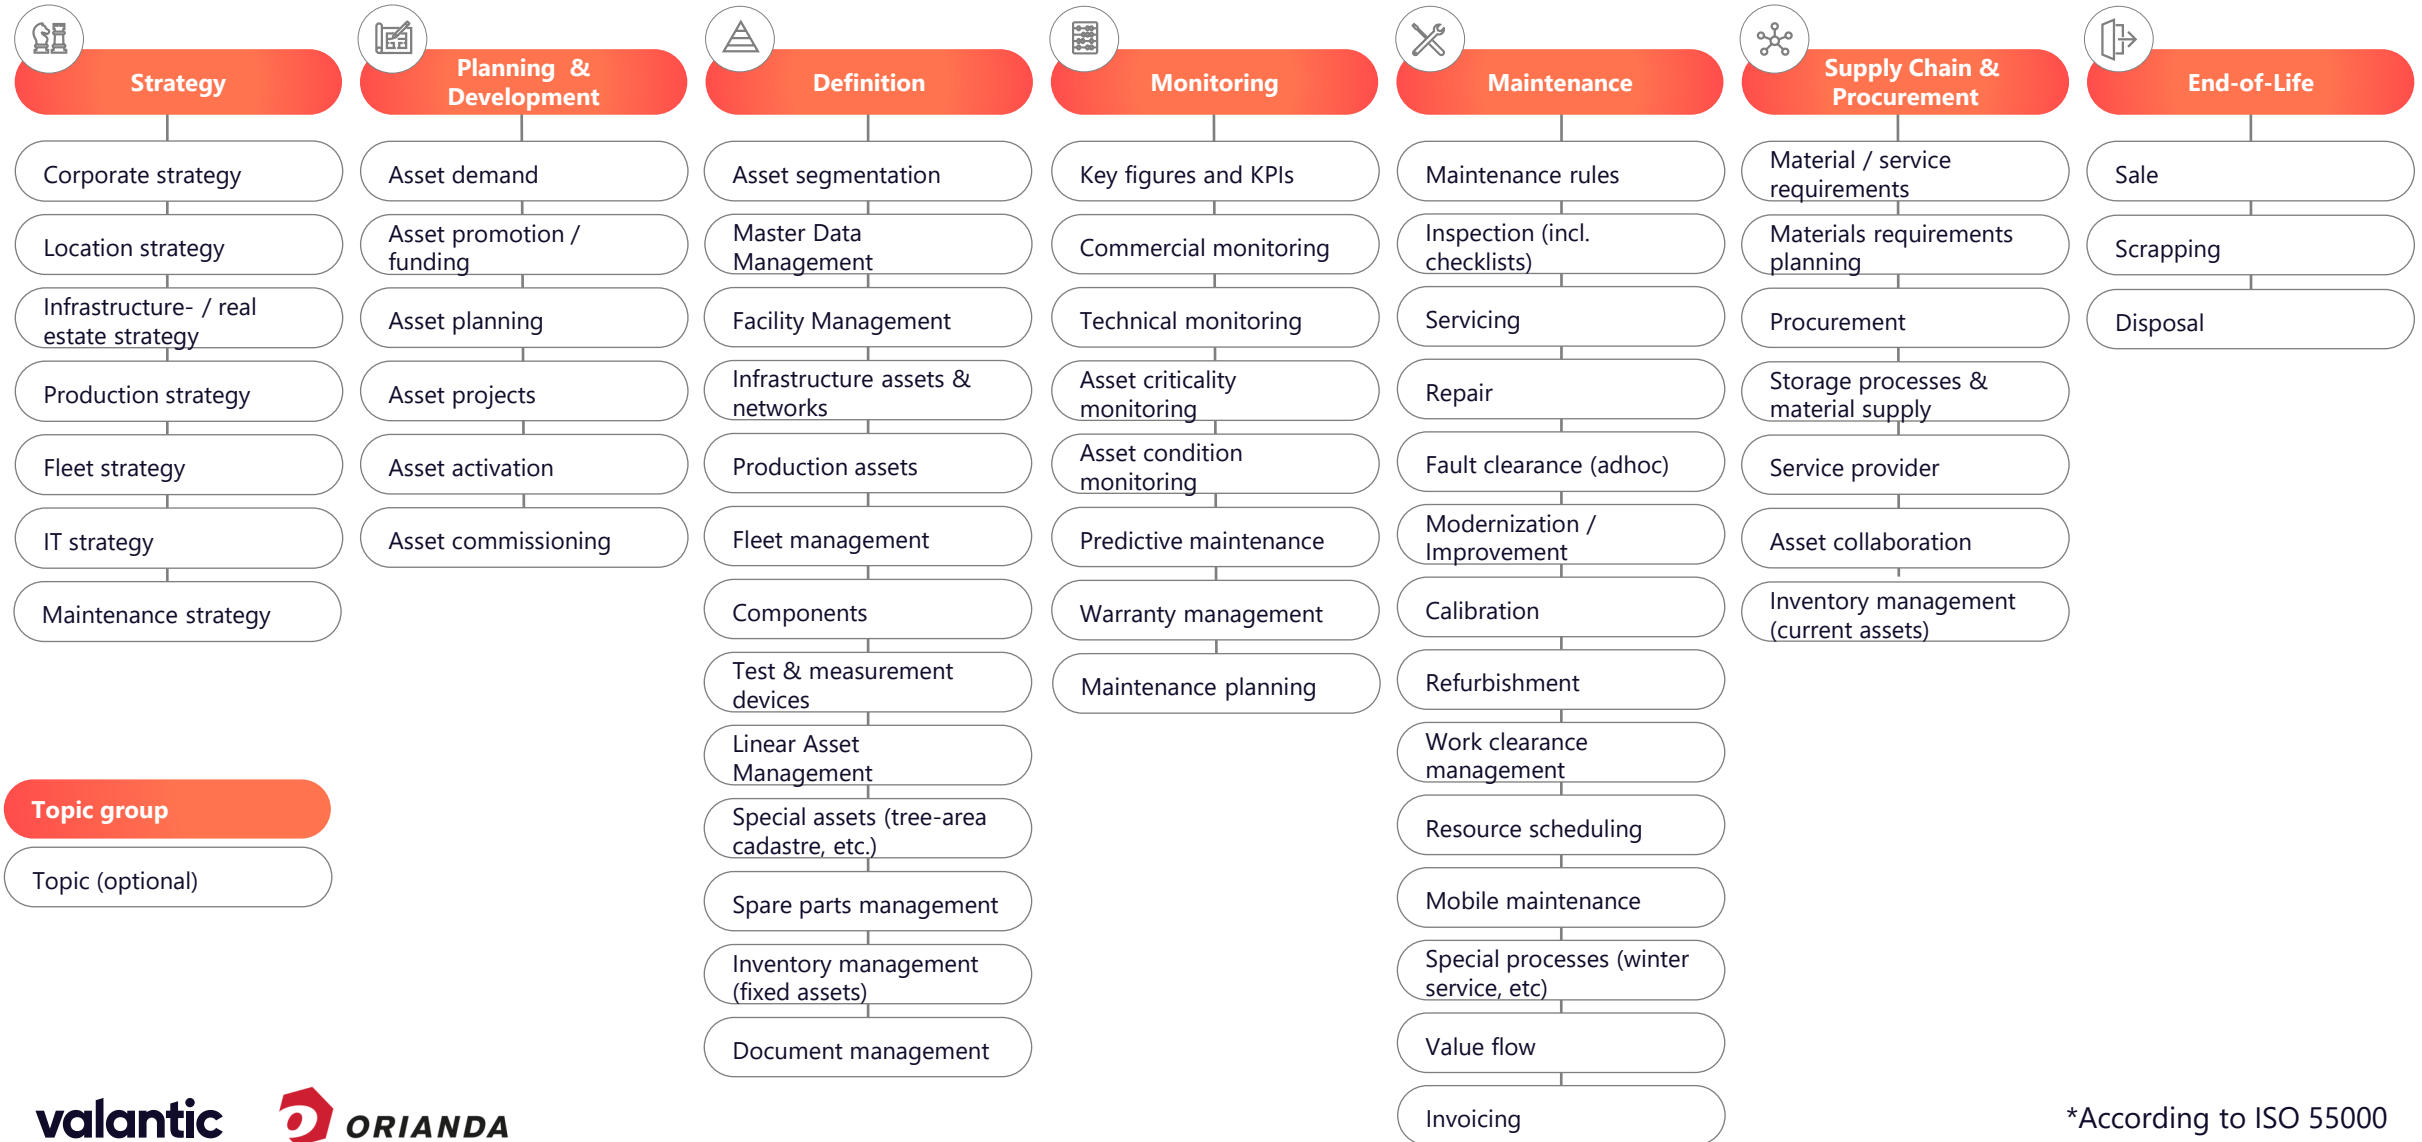 Strategy
Corporate strategy
Location strategy
Infrastructure- / real
estate strategy
Production strategy
Fleet strategy
IT strategy
Maintenance strategy
Planning &
Development
Asset demand
Asset promotion /
funding
Asset planning
Asset projects
Asset activation
Asset commissioning
Definition
Asset segmentation
Master Data
Management
Facility Management
Infrastructure assets &
networks
Production assets
Fleet management
Components
Test & measurement
devices
Linear Asset
Management
Special assets (tree-area
cadastre, etc.)
Spare parts management
Inventory management
(fixed assets)
Document management
Monitoring
Key figures and KPIs
Commercial monitoring
Technical monitoring
Asset criticality
monitoring
Asset condition
monitoring
Predictive maintenance
Warranty management
Maintenance planning
Maintenance
Maintenance rules
Inspection (incl.
checklists)
Servicing
Repair
Fault clearance (adhoc)
Modernization /
Improvement
Calibration
Refurbishment
Work clearance
management
Resource scheduling
Mobile maintenance
Special processes (winter
service, etc)
Value flow
Invoicing
Supply Chain &
Procurement
Material / service
requirements
Materials requirements
planning
Procurement
Storage processes &
material supply
Service provider
Asset collaboration
Inventory management
(current assets)
End-of-Life
Sale
Scrapping
Disposal
Topic group
Topic (optional)
valantic
ORIANDA
*According to ISO 55000